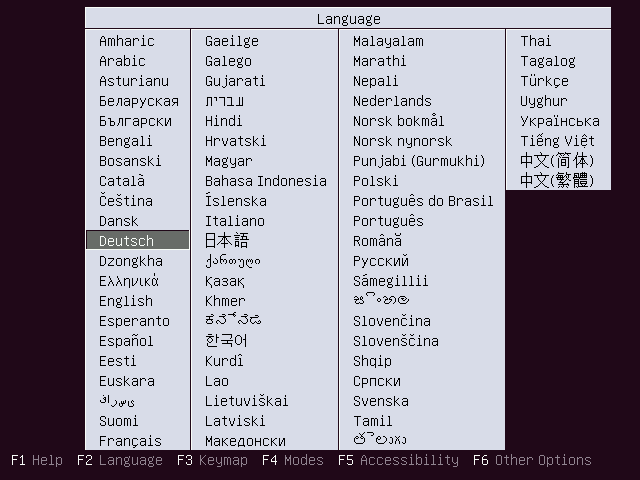 Language
Amharic
Arabic
Asturianu
Беларуская
Български
Bengali
Bosanski
Català
Čeština
Dansk
Deutsch
Dzongkha
Ελληνικά
English
Esperanto
Español
Eesti
Euskara
ﻰﺳﺭﺎﻓ
Suomi
Français
Gaeilge
Galego
Gujarati
עברית
Hindi
Hrvatski
Magyar
Bahasa Indonesia
Íslenska
Italiano
日本語
ქართული
Қазақ
Khmer
ಕನ್ನಡ
한국어
Kurdî
Lao
Lietuviškai
Latviski
Македонски
Malayalam
Marathi
Nepali
Nederlands
Norsk bokmål
Norsk nynorsk
Punjabi (Gurmukhi)
Polski
Português do Brasil
Português
Română
Русский
Sámegillii
සිංහල
Slovenčina
Slovenščina
Shqip
Српски
Svenska
Tamil
తెలుగు
Thai
Tagalog
Türkçe
Uyghur
Українська
Tiếng Việt
中文(简体)
中文(繁體)
F1 Help F2 Language F3 Keymap F4 Modes F5 Accessibility F6 Other Options